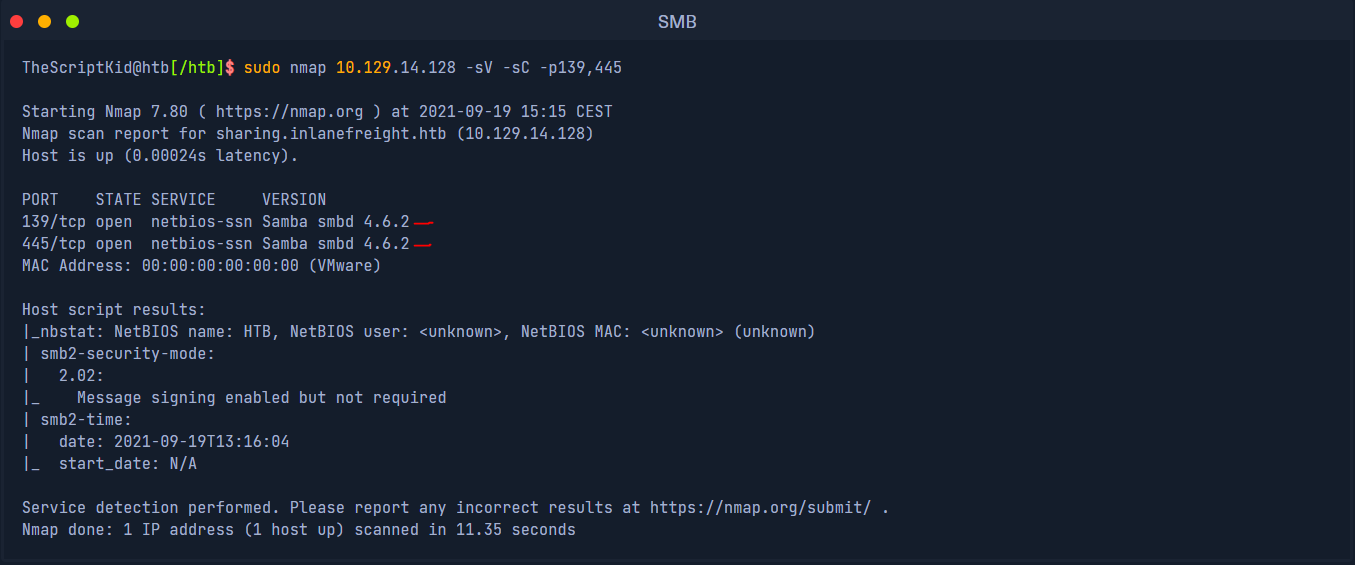 SMB
TheScriptKid@htb[/htb]$ sudo nmap 10.129.14.128 -sV -sC -p139,445
Starting Nmap 7.80 ( https://nmap.org ) at 2021-09-19 15:15 CEST
Nmap scan report for sharing.inlanefreight.htb (10.129.14.128)
Host is up (0.00024s latency).
PORT    STATE SERVICE     VERSION
139/tcp open  netbios-ssn Samba smbd 4.6.2
445/tcp open  netbios-ssn Samba smbd 4.6.2
MAC Address: 00:00:00:00:00:00 (VMware)
Host script results:
|_nbstat: NetBIOS name: HTB, NetBIOS user: <unknown>, NetBIOS MAC: <unknown> (unknown)
| smb2-security-mode:
|   2.02:
|_    Message signing enabled but not required
| smb2-time:
|   date: 2021-09-19T13:16:04
|_  start_date: N/A
Service detection performed. Please report any incorrect results at https://nmap.org/submit/ .
Nmap done: 1 IP address (1 host up) scanned in 11.35 seconds